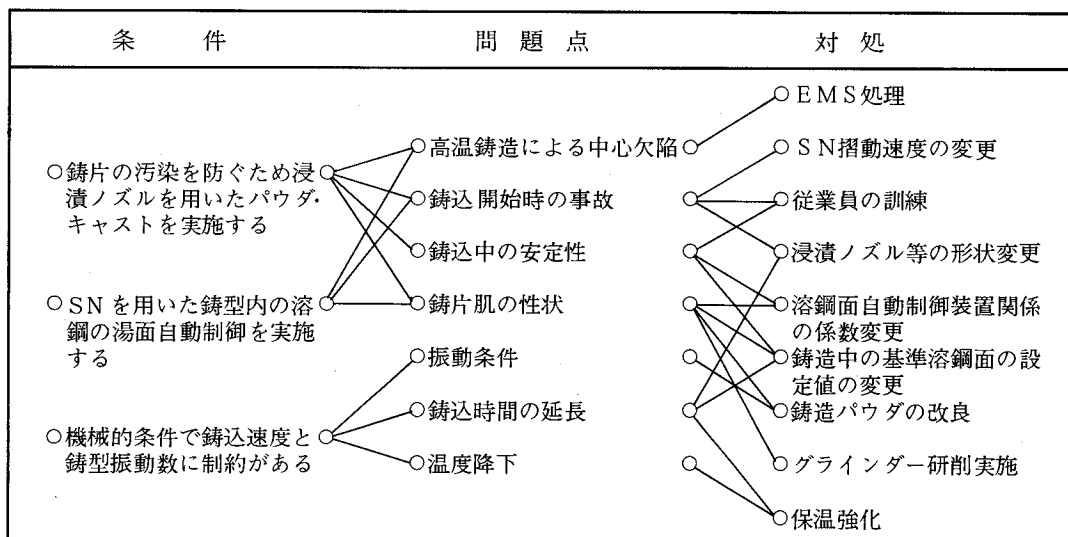 条件 問題点 対処
○EMS処理
○高温鋳造による中心欠陥○
○SN摺動速度の変更
○鋳片の汚染を防ぐため浸
漬ノズルを用いたパウダ・
キャストを実施する
○鋳込開始時の事故
○従業員の訓練
○鋳込中の安定性
○浸漬ノズル等の形状変更
○SNを用いた鋳型内の溶
鋼の湯面自動制御を実施
する
○鋳片肌の性状
○溶鋼面自動制御装置関係
の係数変更
○振動条件
○鋳造中の基準溶鋼面の設
定値の変更
○鋳込時間の延長
○鋳造パウダの改良
○機械的条件で鋳込速度と
鋳型振動数に制約がある
○温度降下
○グラインダー研削実施
○保温強化